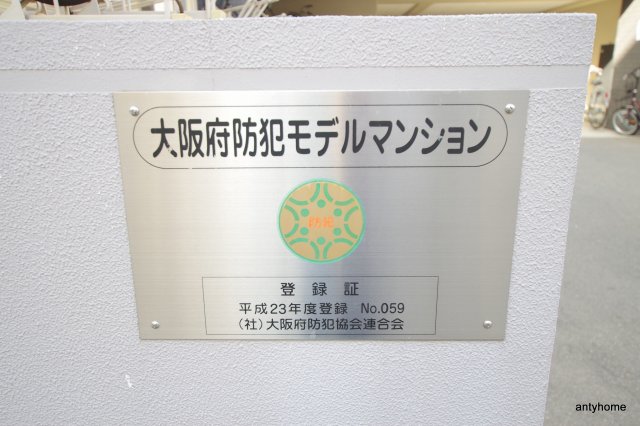 大阪府防犯モデルマンション
防犯
登録証
平成23年度登録 No.059
(社)大阪府防犯協会連合会
antyhome